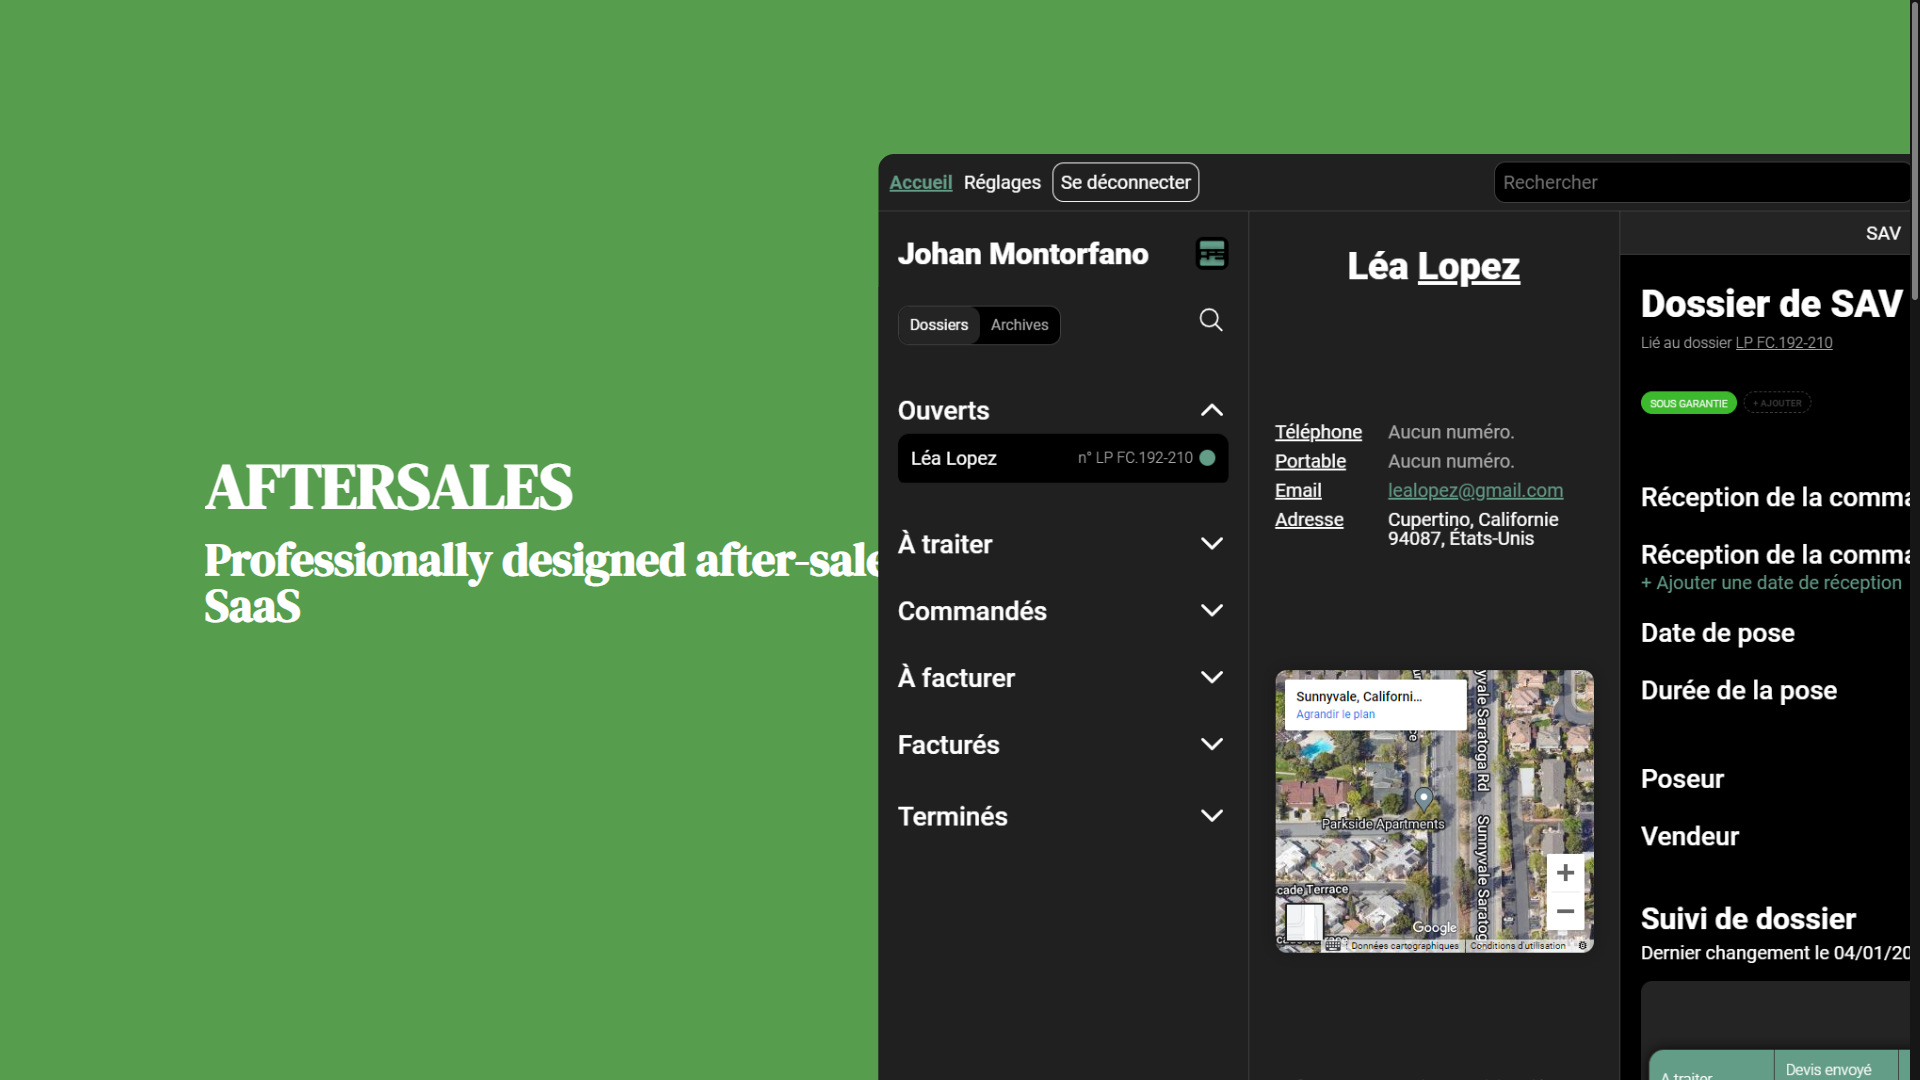 AFTERSALES
Professionally designed after-sale
SaaS
Accueil Réglages Se déconnecter
Rechercher
Johan Montorfano
Dossiers Archives
Ouverts
Léa Lopez n° LP FC.192-210
À traiter
Commandés
À facturer
Facturés
Terminés
Léa Lopez
Téléphone Aucun numéro.
Portable Aucun numéro.
Email lealopez@gmail.com
Adresse Cupertino, Californie
94087, États-Unis
Sunnyvale, Californi...
Agrandir le plan
Sunnyvale Saratoga Rd
Parkside Apartments
cade Terrace
Google
Données cartographiques Conditions d'utilisation
SAV
Dossier de SAV
Lié au dossier LP FC.192-210
SOUS GARANTIE + AJOUTER
Réception de la comma
Réception de la comma
+ Ajouter une date de réception
Date de pose
Durée de la pose
Poseur
Vendeur
Suivi de dossier
Dernier changement le 04/01/20
A traiter
Devis envoyé